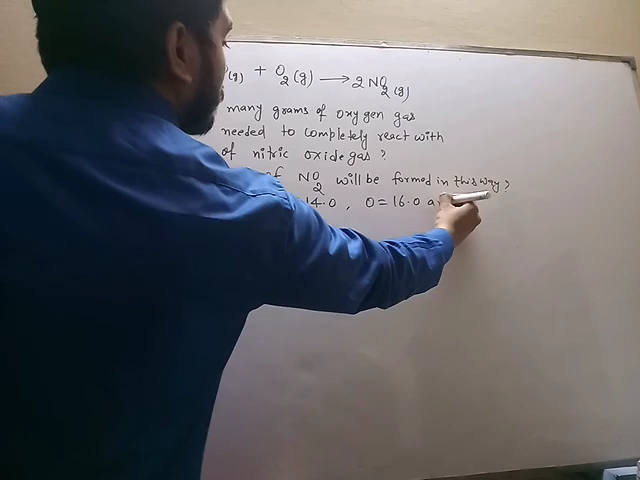 (g) + O2(g) ⟶ 2 NO2(g)
many grams of oxygen gas
needed to completely react with
of nitric oxide gas ?
of NO2 will be formed in this way ?
14.0 , O = 16.0 a